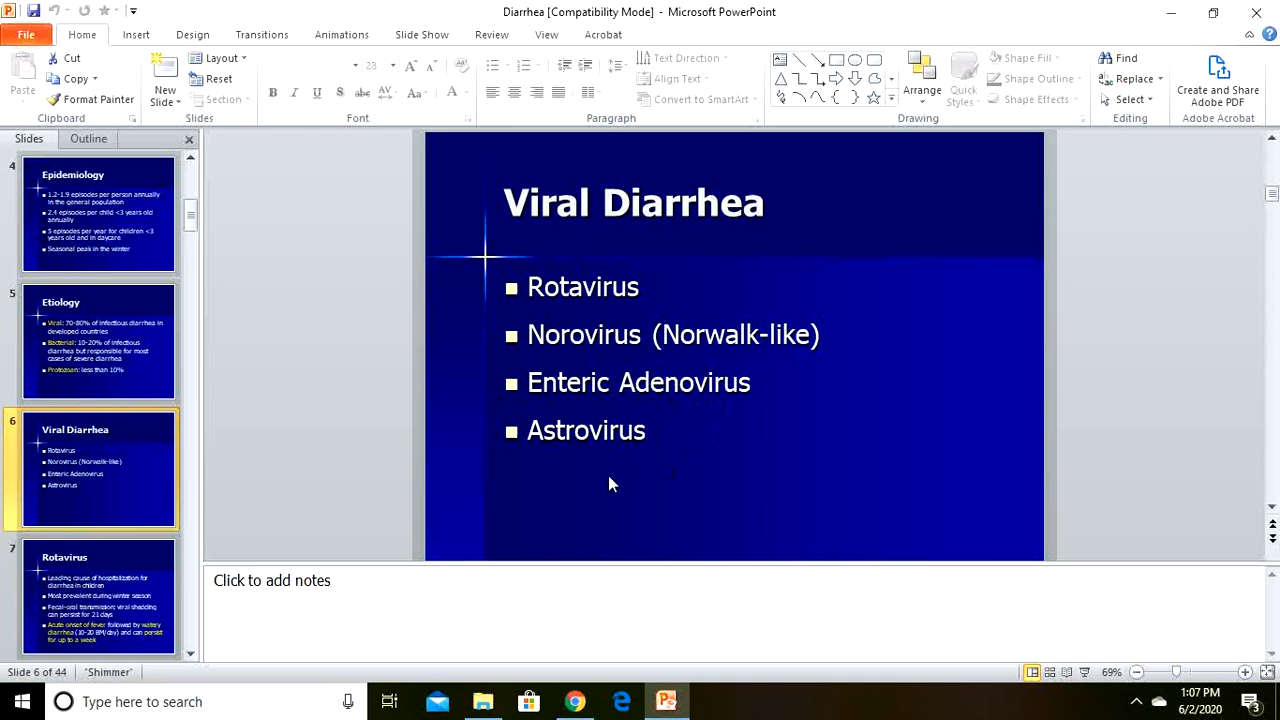 Diarrhea [Compatibility Mode] - Microsoft PowerPoint
File Home Insert Design Transitions Animations Slide Show Review View Acrobat
Cut
Copy
Format Painter
Paste
Clipboard
New
Slide
Layout
Reset
Section
Slides
28
Font
Text Direction
Align Text
Convert to SmartArt
Paragraph
Arrange
Quick
Styles
Shape Fill
Shape Outline
Shape Effects
Drawing
Find
Replace
Select
Editing
Create and Share
Adobe PDF
Adobe Acrobat
Slides Outline
4
Epidemiology
1.2-1.9 episodes per person annually
in the general population
2.4 episodes per child <3 years old
annually
5 episodes per year for children <3
years old and in daycare
Seasonal peak in the winter
5
Etiology
Viral: 70-80% of infectious diarrhea in
developed countries
Bacterial: 10-20% of infectious
diarrhea but responsible for most
cases of severe diarrhea
Protozoan: less than 10%
6
Viral Diarrhea
Rotavirus
Norovirus (Norwalk-like)
Enteric Adenovirus
Astrovirus
7
Rotavirus
Leading cause of hospitalization for
diarrhea in children
Most prevalent during winter season
Fecal-oral transmission; viral shedding
can persist for 21 days
Acute onset of fever followed by watery
diarrhea (10-20 BM/day) and can persist
for up to a week
Viral Diarrhea
Rotavirus
Norovirus (Norwalk-like)
Enteric Adenovirus
Astrovirus
Click to add notes
Slide 6 of 44 "Shimmer" 69%
Type here to search
1:07 PM
6/2/2020
3